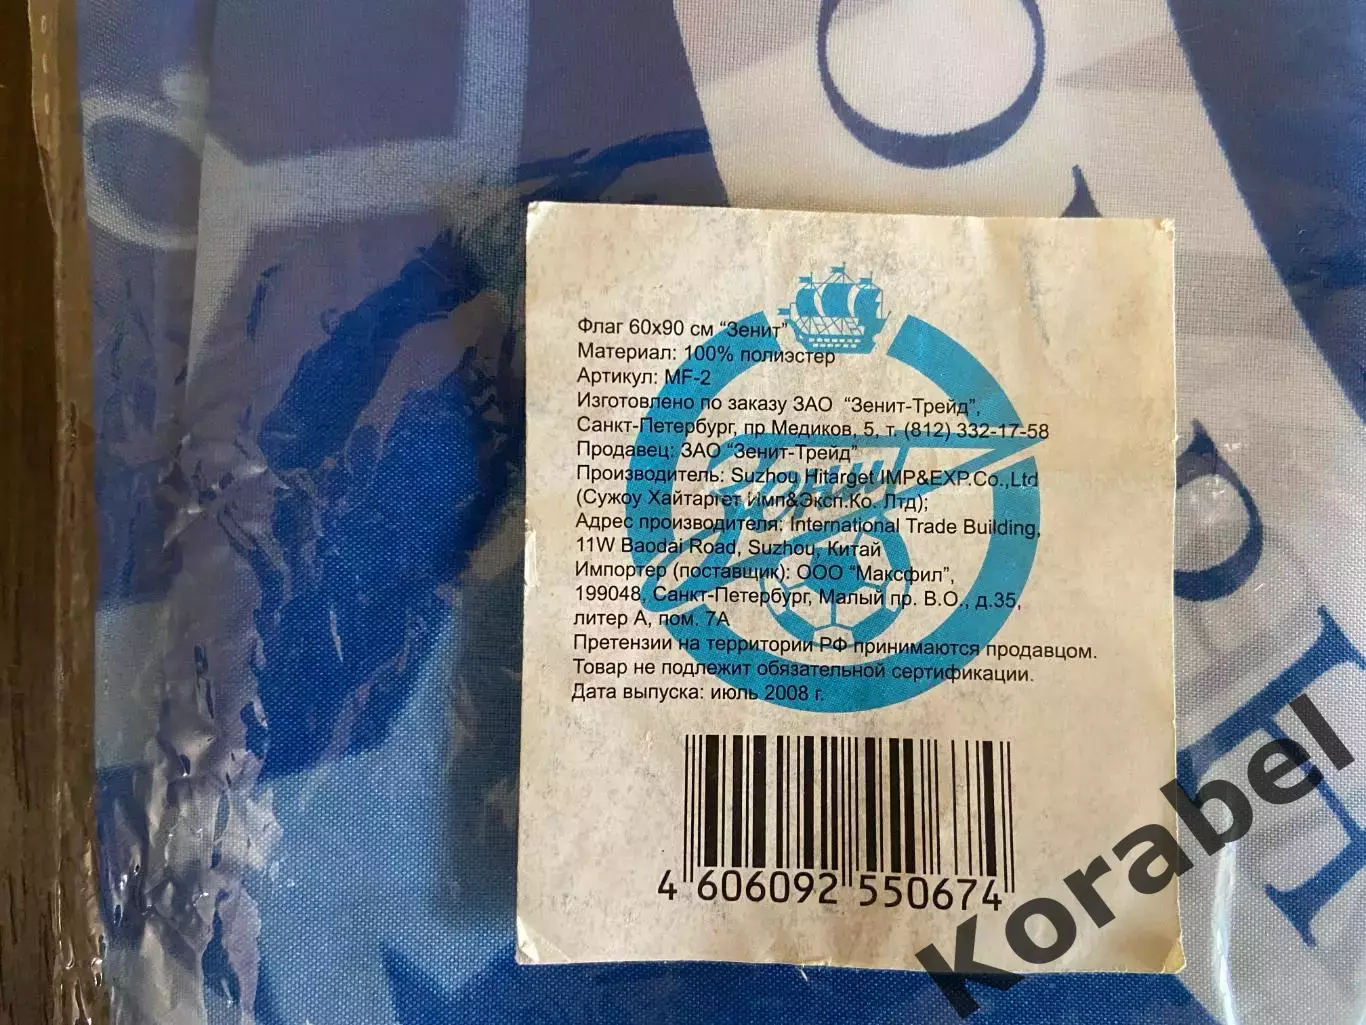 Флаг 60x90 см "Зенит"
Материал: 100% полиэстер
Артикул: MF-2
Изготовлено по заказу ЗАО "Зенит-Трейд",
Санкт-Петербург, пр Медиков, 5, т. (812) 332-17-58
Продавец: ЗАО "Зенит-Трейд"
Производитель: Suzhou Hitarget IMP&EXP.Co.,Ltd
(Сужоу Хайтаргет Имп&Эксп.Ко. Лтд);
Адрес производителя: International Trade Building,
11W Baodai Road, Suzhou, Китай
Импортер (поставщик): ООО "Максфил",
199048, Санкт-Петербург, Малый пр. В.О., д.35,
литер А, пом. 7А
Претензии на территории РФ принимаются продавцом.
Товар не подлежит обязательной сертификации.
Дата выпуска: июль 2008 г.
4 606092 550674
Korabel